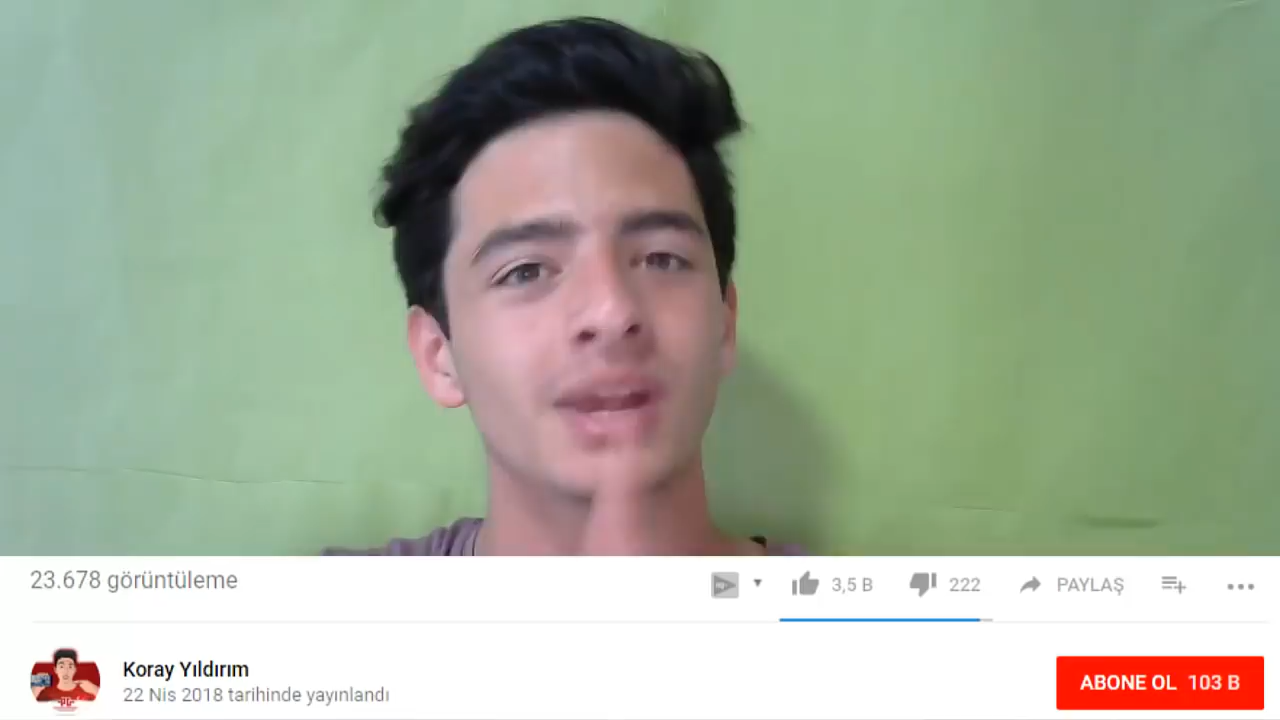 23.678 görüntüleme
3,5 B 222 PAYLAŞ
Koray Yıldırım
22 Nis 2018 tarihinde yayınlandı
ABONE OL 103 B